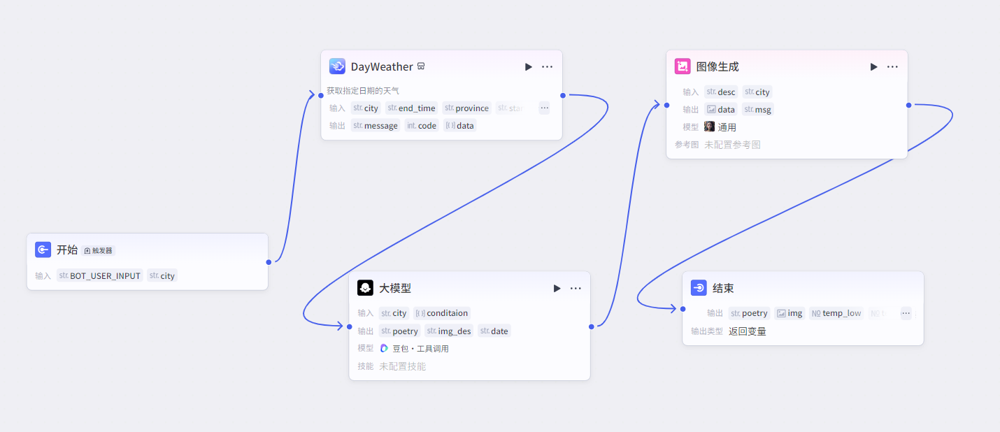 开始 触发器
输入 str. BOT_USER_INPUT str. city
DayWeather
获取指定日期的天气
输入 str. city str. end_time str. province str. ...
输出 str. message int. code [{}] data
大模型
输入 str. city [{}] conditaion
输出 str. poetry str. img_des str. date
模型 豆包·工具调用
技能 未配置技能
图像生成
输入 str. desc str. city
输出 data str. msg
模型 通用
参考图 未配置参考图
结束
输出 str. poetry img NO temp_low NO ...
输出类型 返回变量